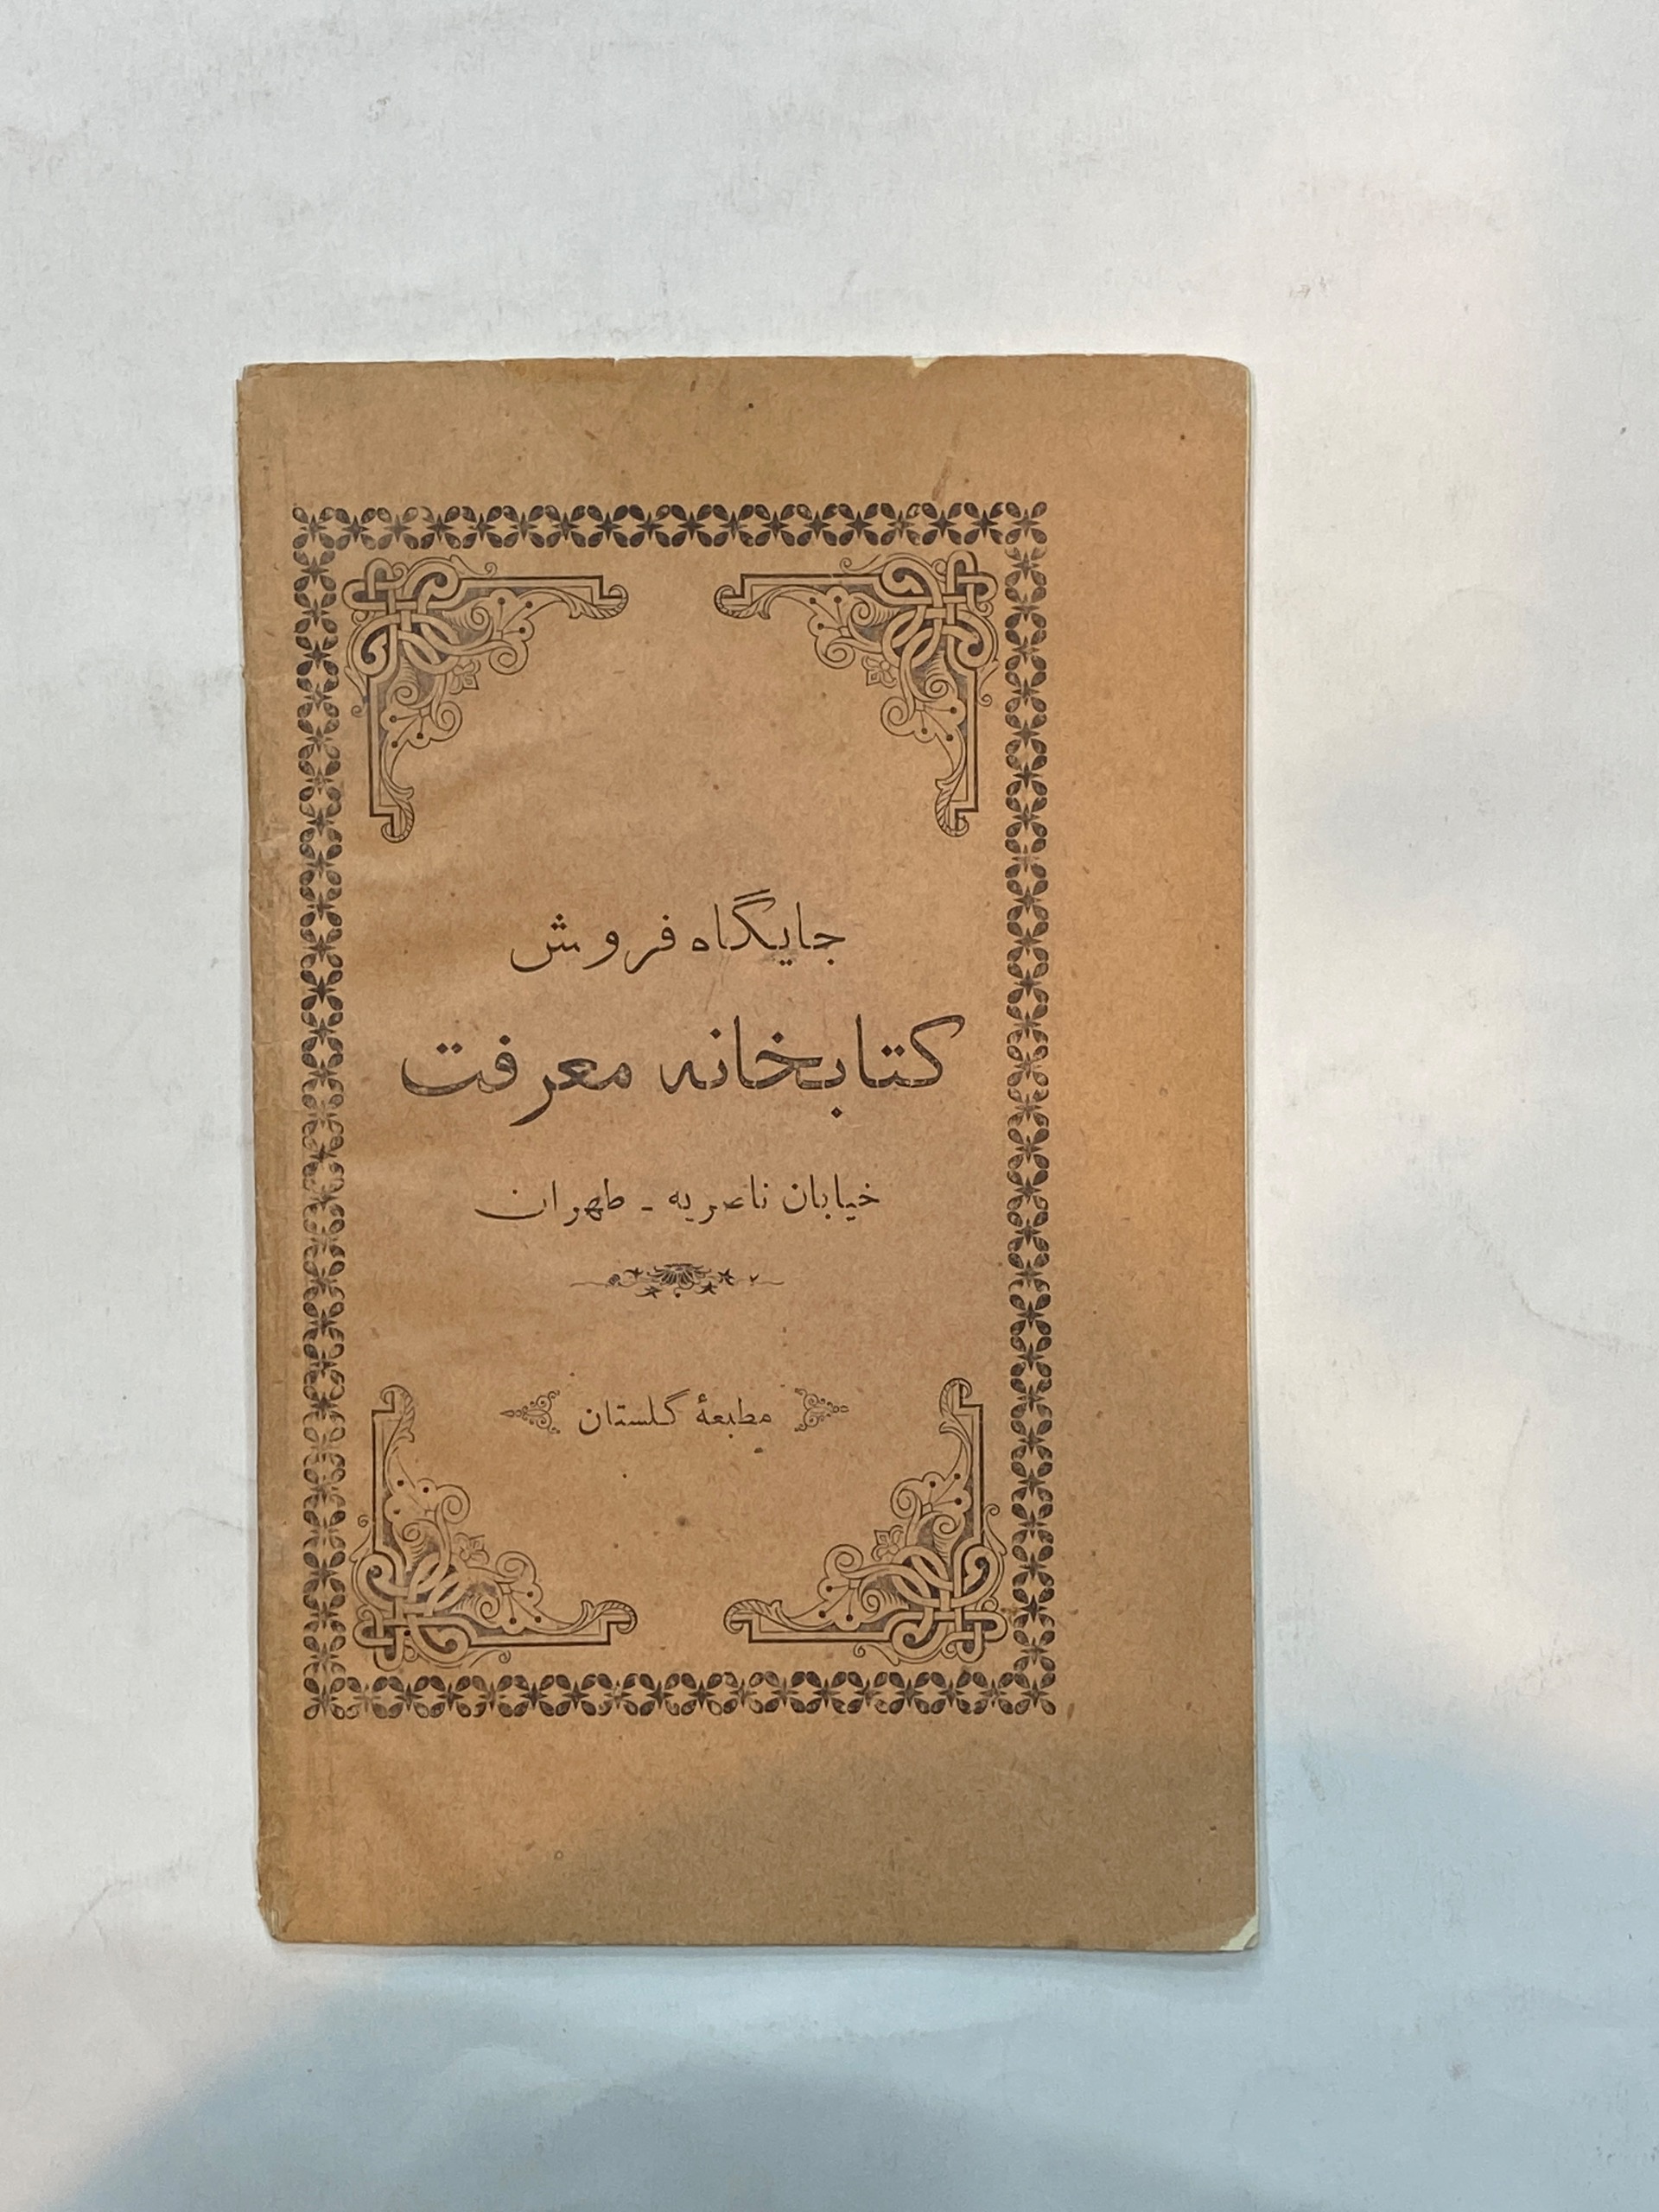 جایگاه فروش
کتابخانه معرفت
خیابان ناصریه - طهران
مطبعهٔ گلستان